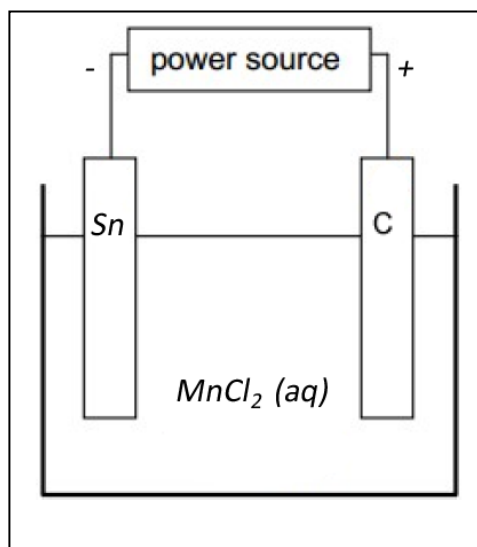 - power source +
Sn C
MnCl₂ (aq)